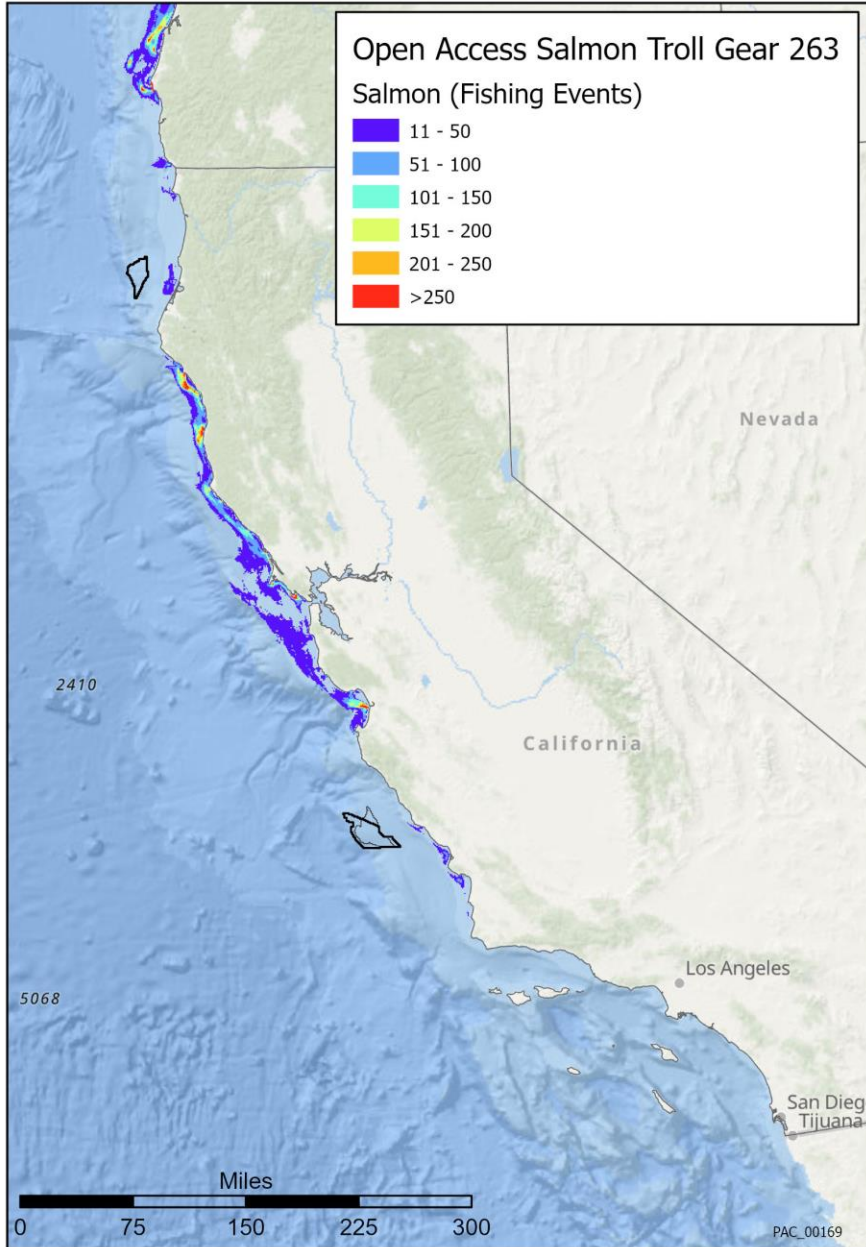 Open Access Salmon Troll Gear 263
Salmon (Fishing Events)
11 - 50
51 - 100
101 - 150
151 - 200
201 - 250
>250
Nevada
2410
California
Los Angeles
5068
San Dieg
Tijuana
Miles
0 75 150 225 300
PAC_00169